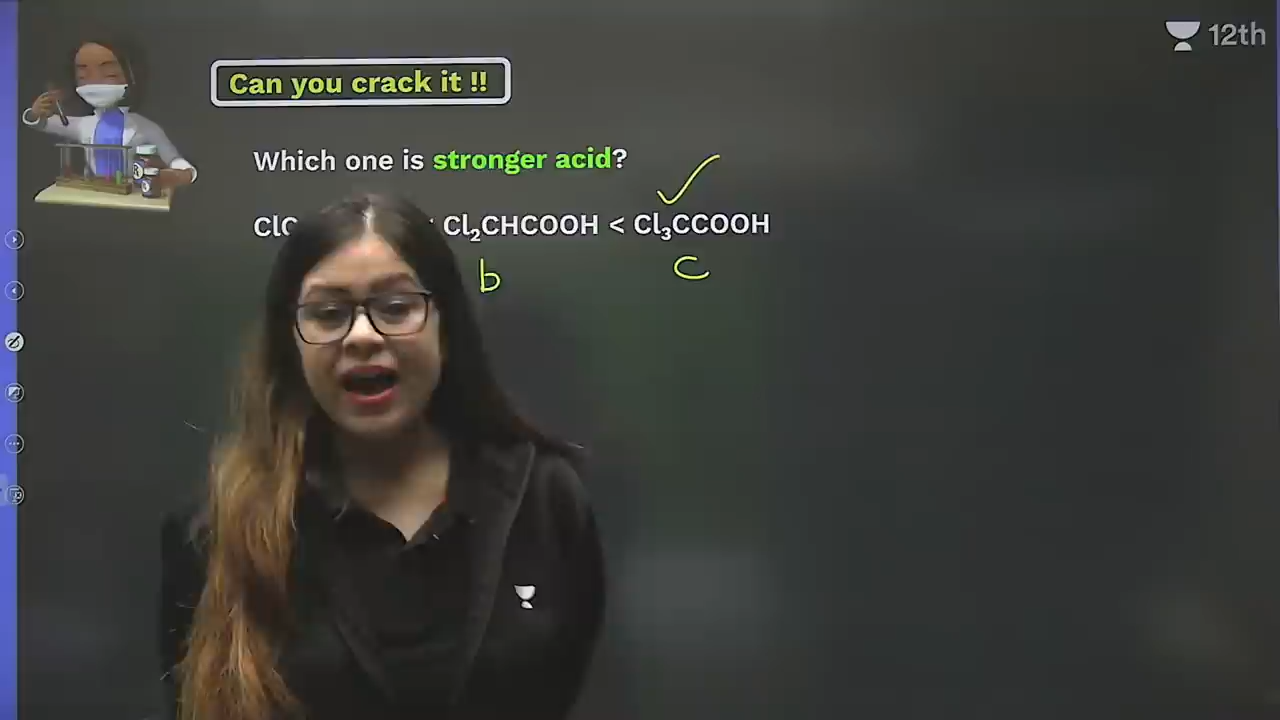 12th
Can you crack it !!
Which one is stronger acid?
Cl₂CHCOOH < Cl₃CCOOH
b c